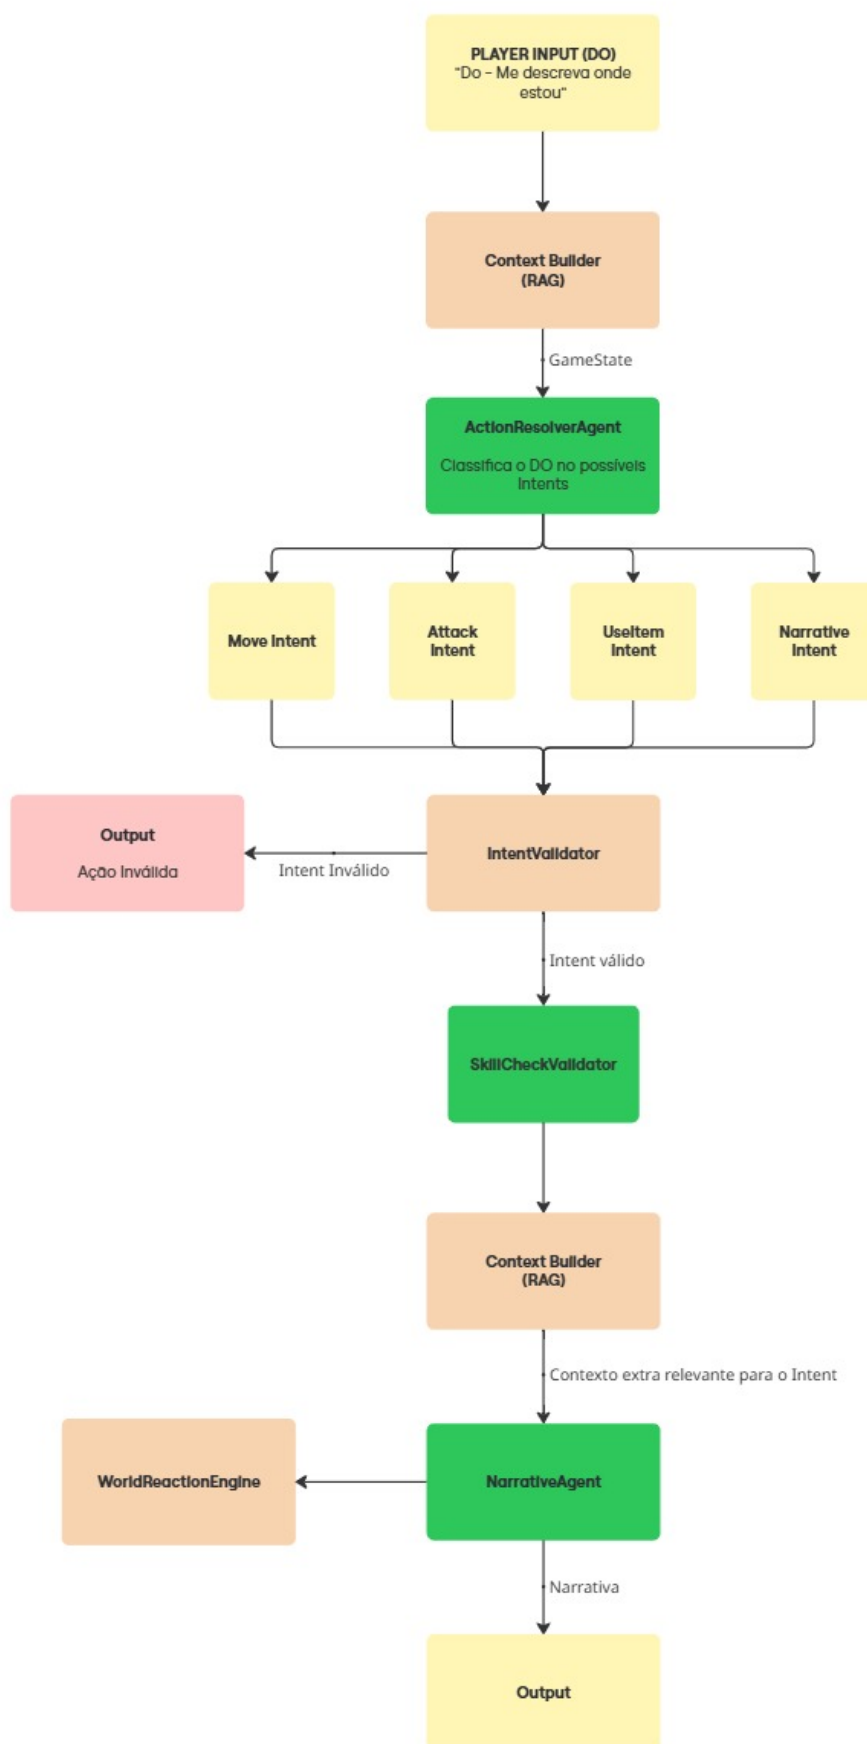 PLAYER INPUT (DO)
"Do - Me descreva onde
estou"
Context Builder
(RAG)
GameState
ActionResolverAgent
Classifica o DO no possíveis
Intents
Move Intent
Attack
Intent
UseItem
Intent
Narrative
Intent
Output
Ação Inválida
Intent Inválido
IntentValidator
Intent válido
SkillCheckValidator
Context Builder
(RAG)
Contexto extra relevante para o Intent
WorldReactionEngine
NarrativeAgent
Narrativa
Output